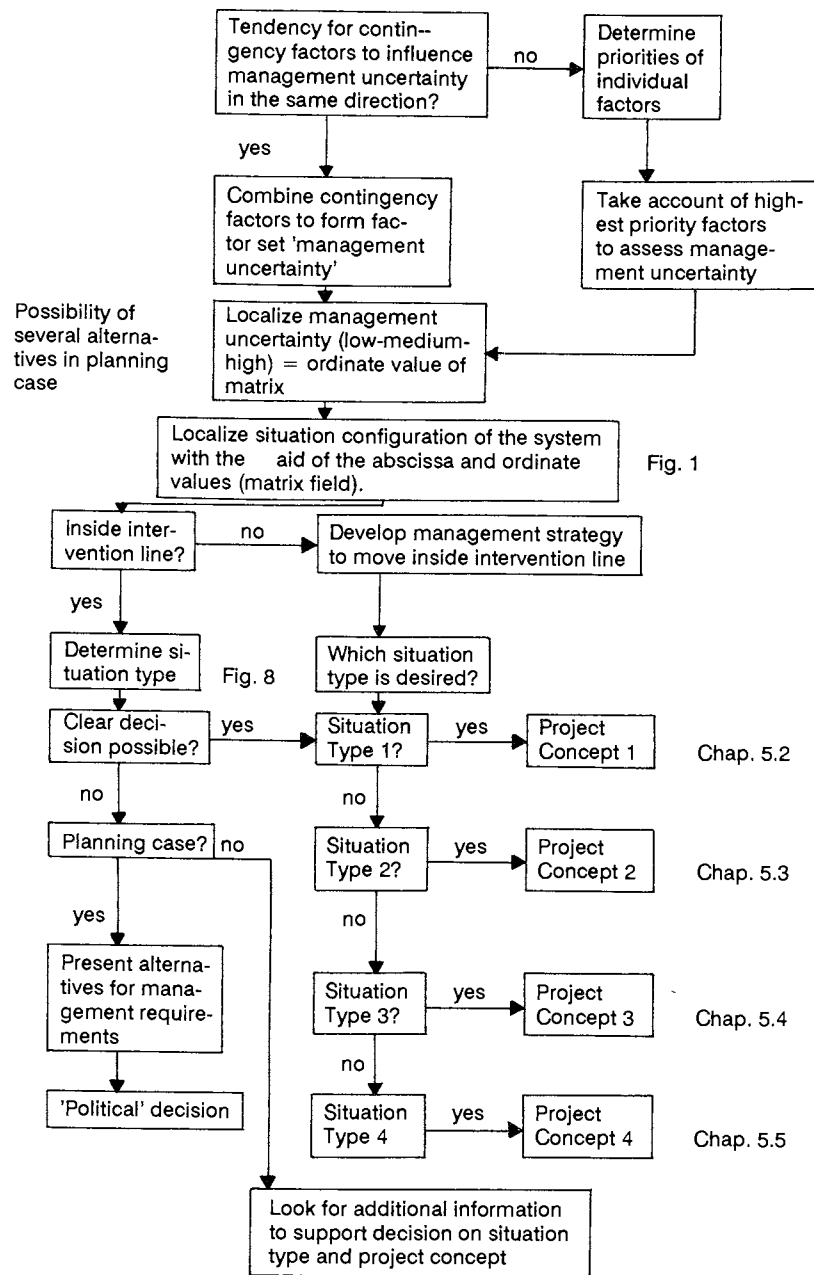 Tendency for contin--
gency factors to influence
management uncertainty
in the same direction?
no
Determine
priorities of
individual
factors
yes
Combine contingency
factors to form fac-
tor set 'management
uncertainty'
Take account of high-
est priority factors
to assess manage-
ment uncertainty
Possibility of
several alterna-
tives in planning
case
Localize management
uncertainty (low-medium-
high) = ordinate value of
matrix
Localize situation configuration of the system
with the aid of the abscissa and ordinate
values (matrix field).
Fig. 1
Inside inter-
vention line?
no
Develop management strategy
to move inside intervention line
yes
Determine si-
tuation type
Fig. 8
Which situation
type is desired?
Clear deci-
sion possible?
yes
Situation
Type 1?
yes
Project
Concept 1
Chap. 5.2
no
no
Planning case?
no
Situation
Type 2?
yes
Project
Concept 2
Chap. 5.3
yes
no
Present alterna-
tives for mana-
gement require-
ments
Situation
Type 3?
yes
Project
Concept 3
Chap. 5.4
no
'Political' decision
Situation
Type 4
yes
Project
Concept 4
Chap. 5.5
Look for additional information
to support decision on situation
type and project concept